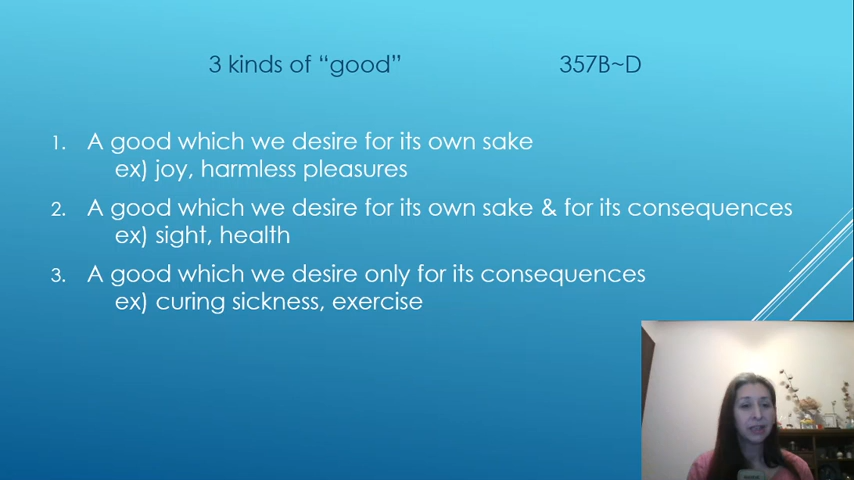 3 kinds of “good” 357B~D
1. A good which we desire for its own sake
ex) joy, harmless pleasures
2. A good which we desire for its own sake & for its consequences
ex) sight, health
3. A good which we desire only for its consequences
ex) curing sickness, exercise